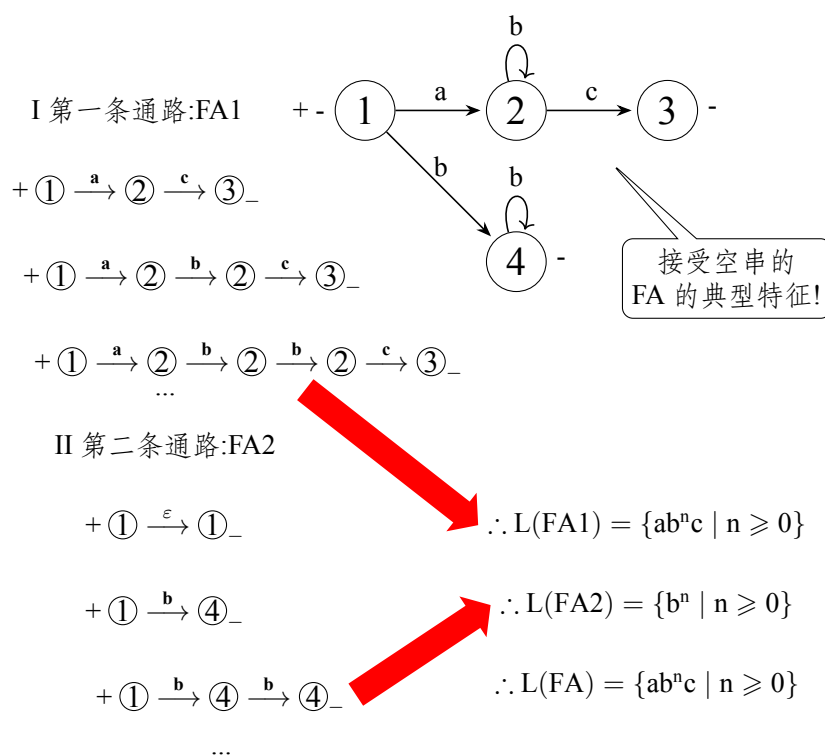 b
I 第一条通路:FA1
+ - 1 a 2 c 3 -
b
b
4 -
接受空串的
FA 的典型特征!
+ ① a⟶ ② c⟶ ③_
+ ① a⟶ ② b⟶ ② c⟶ ③_
+ ① a⟶ ② b⟶ ② b⟶ ② c⟶ ③_
...
II 第二条通路:FA2
+ ① ε⟶ ①_
+ ① b⟶ ④_
+ ① b⟶ ④ b⟶ ④_
...
∴ L(FA1) = {abⁿc | n ⩾ 0}
∴ L(FA2) = {bⁿ | n ⩾ 0}
∴ L(FA) = {abⁿc | n ⩾ 0}